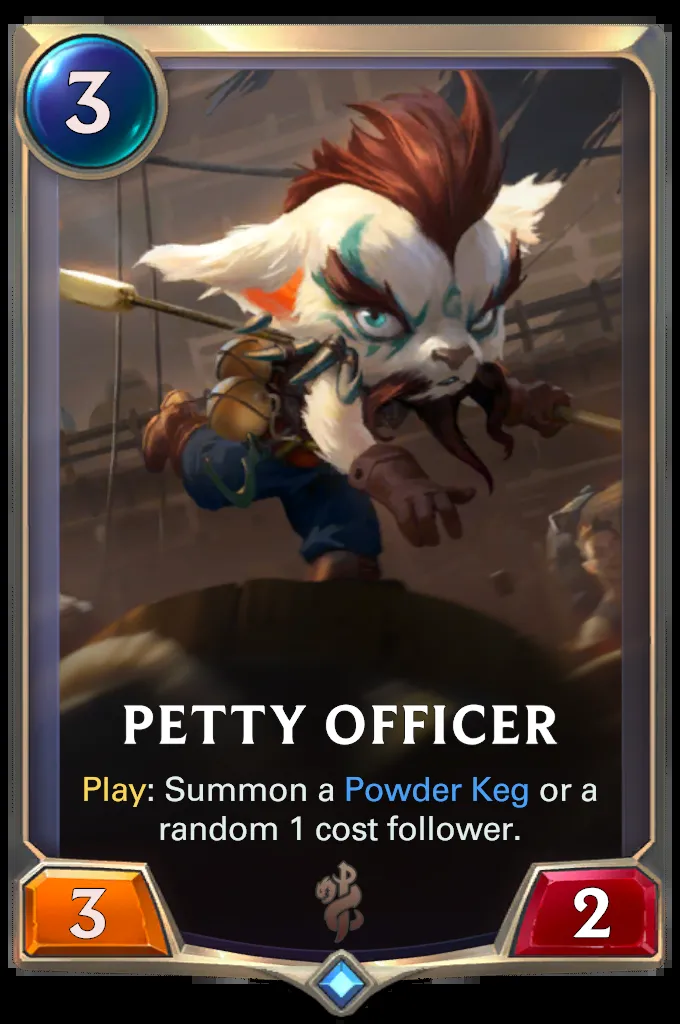 3
PETTY OFFICER
Play: Summon a Powder Keg or a
random 1 cost follower.
3
2